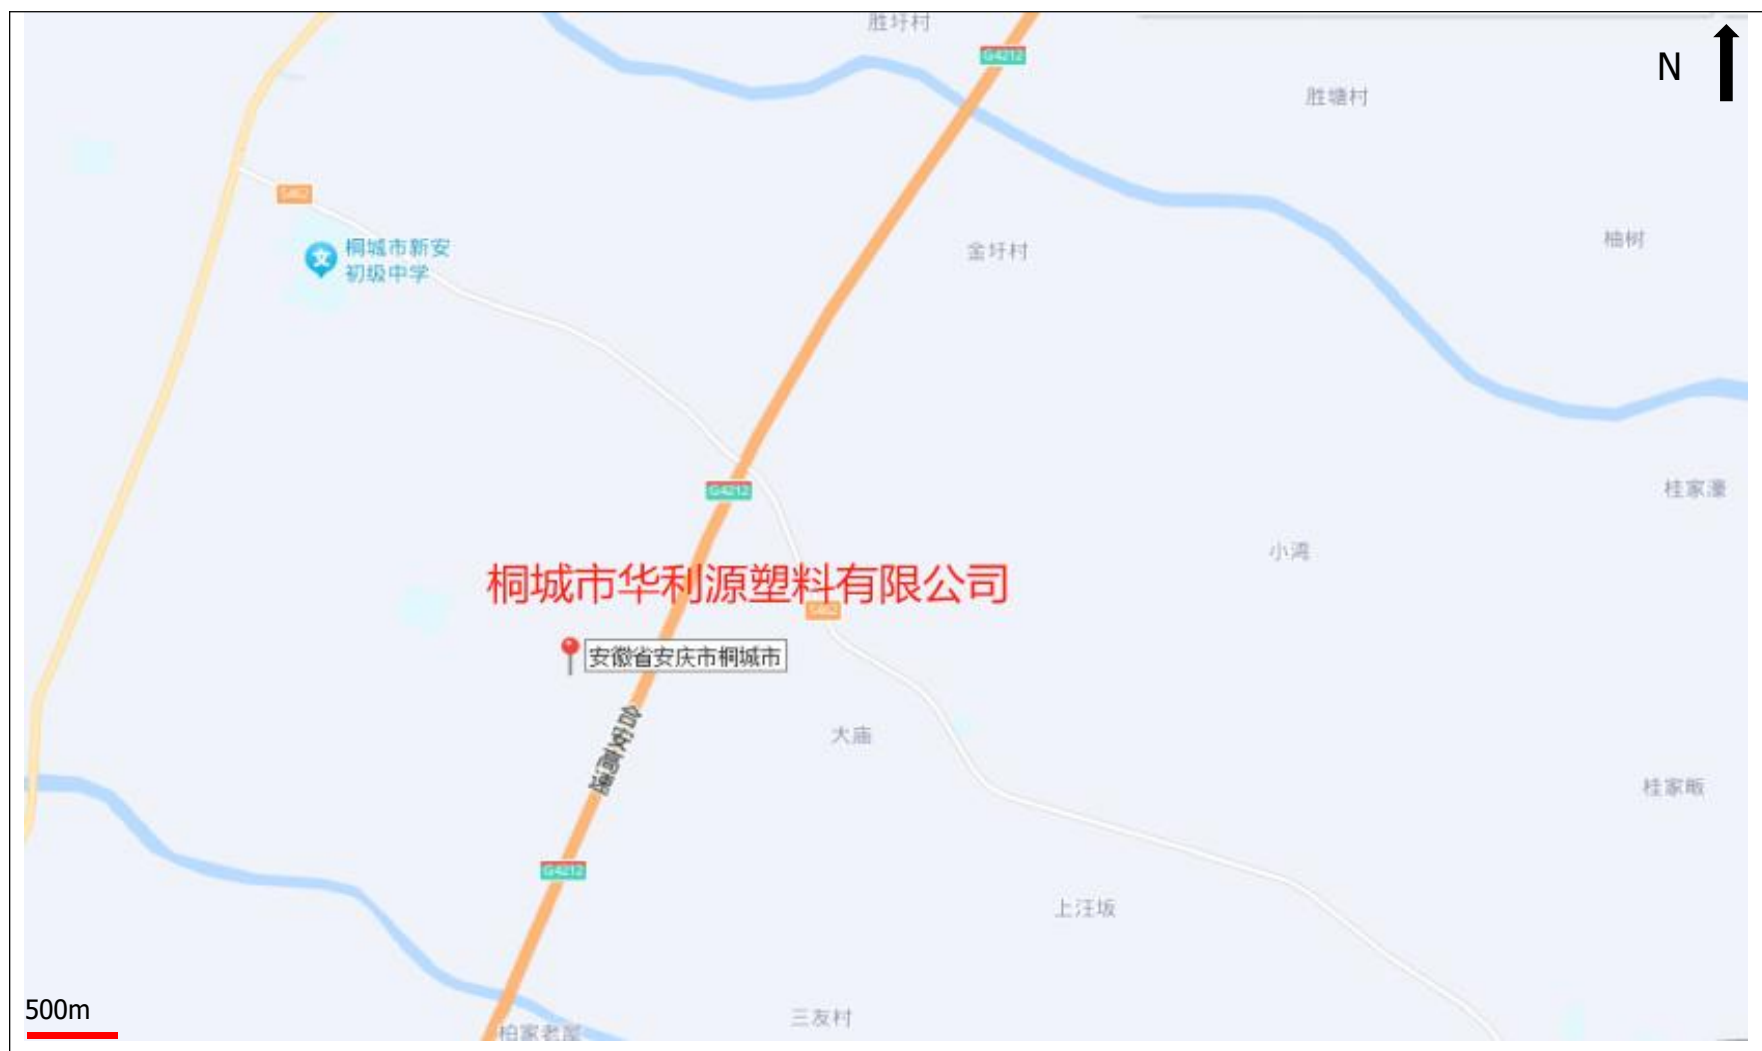 胜圩村
G4212
N
胜塘村
S462
桐城市新安
初级中学
金圩村
柚树
G4212
桂家濠
小湾
桐城市华利源塑料有限公司
S462
安徽省安庆市桐城市
合安高速
大庙
桂家畈
G4212
上汪坂
500m
三友村
柏家老屋